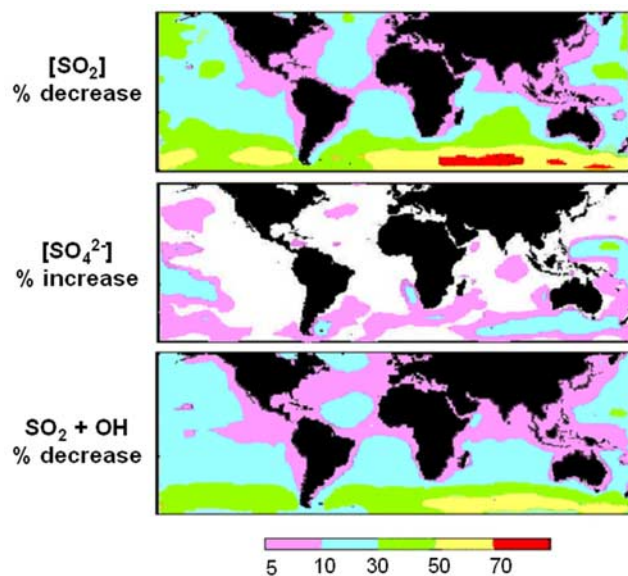 [SO₂]
% decrease
[SO₄²⁻]
% increase
SO₂ + OH
% decrease
5 10 30 50 70